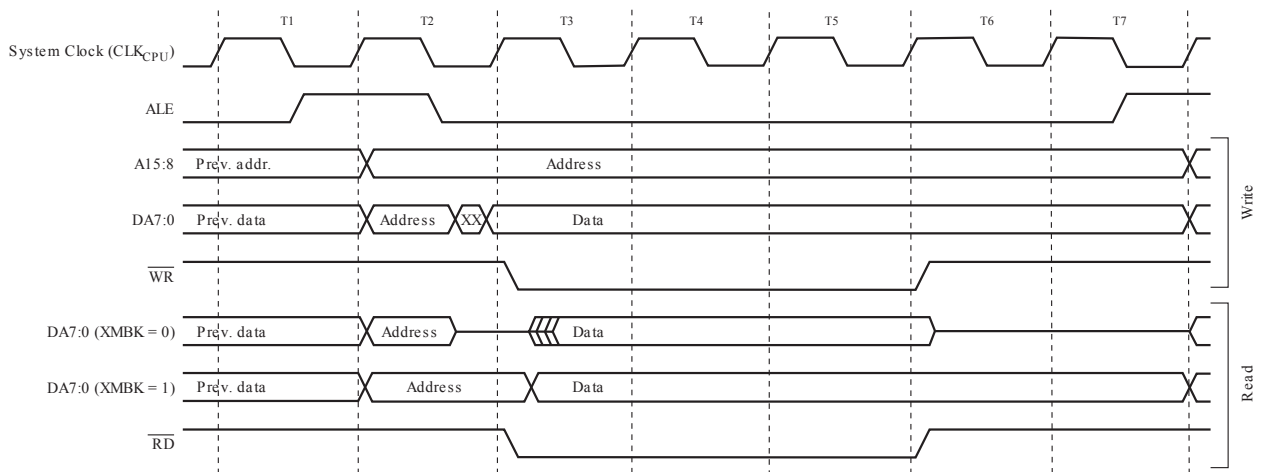 T1 T2 T3 T4 T5 T6 T7
System Clock (CLKCPU)
ALE
A15:8 Prev. addr. Address
DA7:0 Prev. data Address XX Data
WR
Write
DA7:0 (XMBK = 0) Prev. data Address Data
DA7:0 (XMBK = 1) Prev. data Address Data
RD
Read